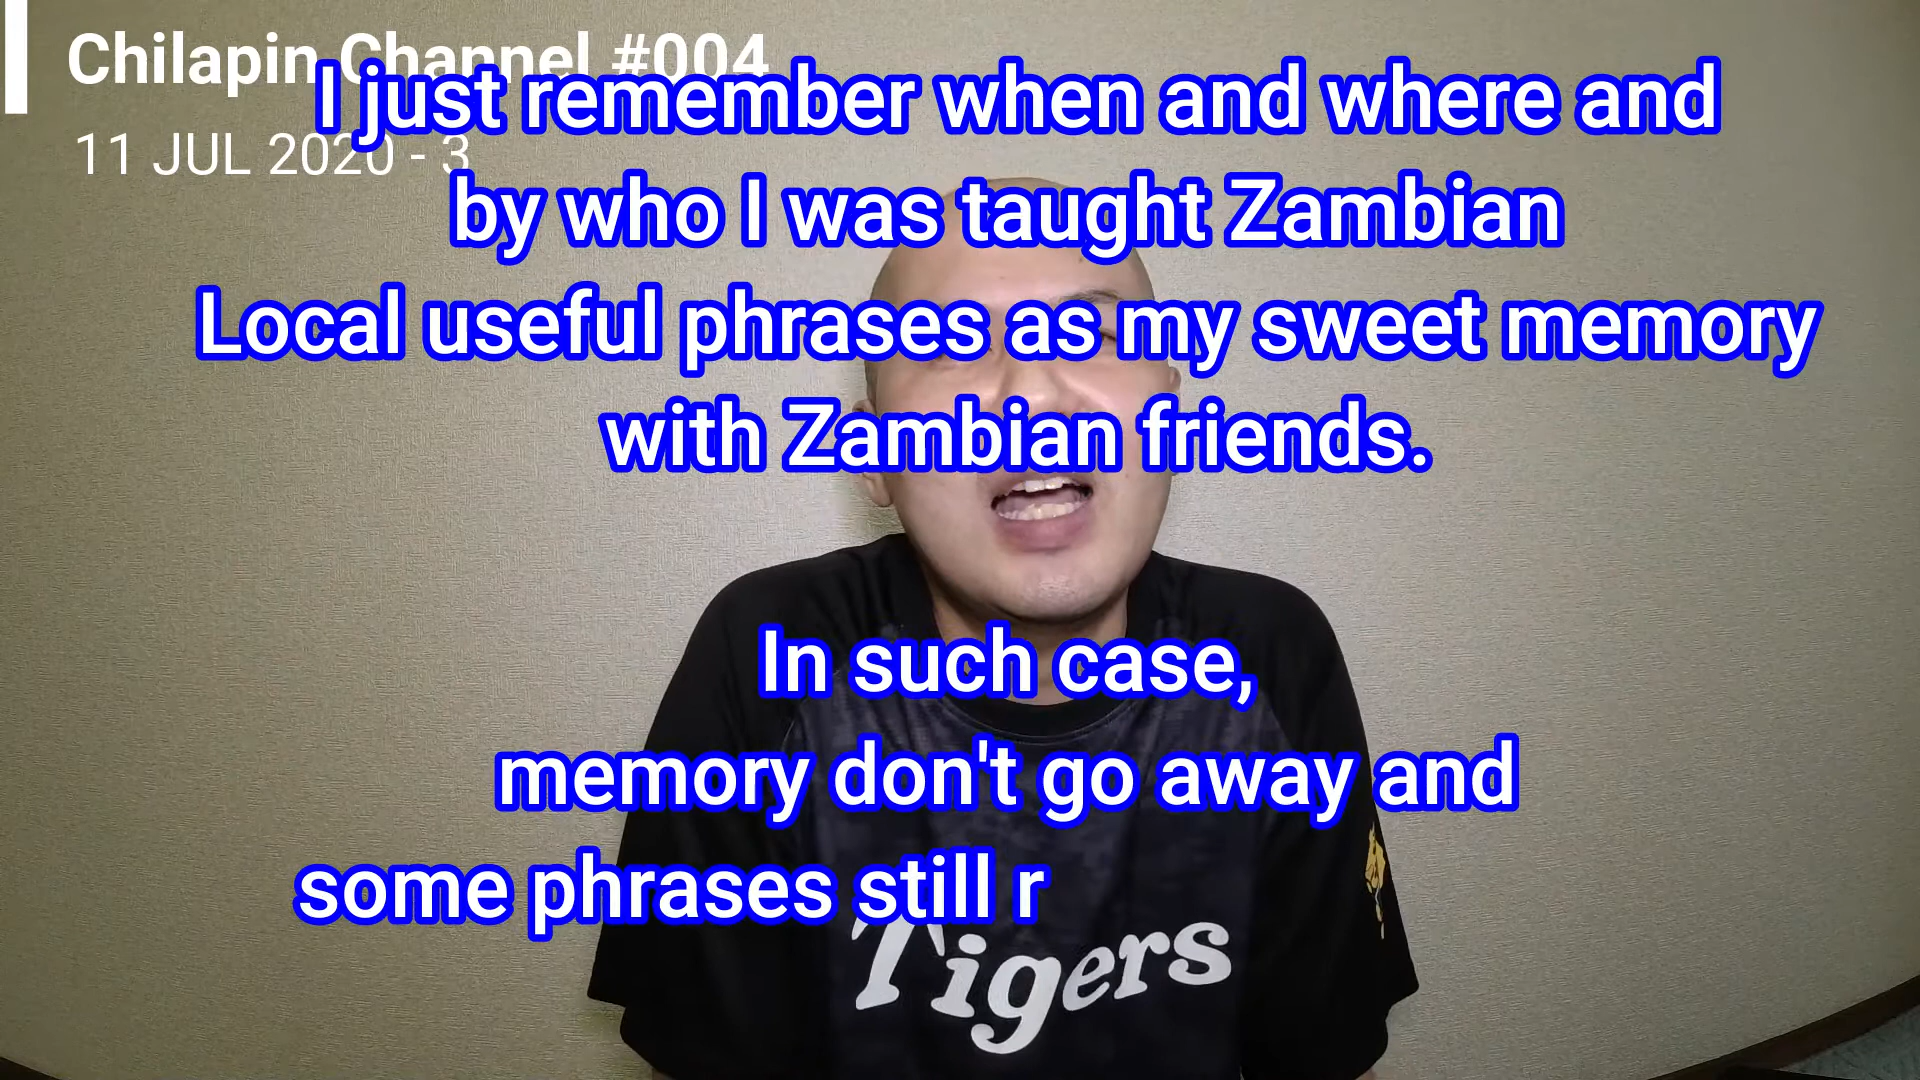 Chilapin Channel #004
11 JUL 2020 - 3
I just remember when and where and
by who I was taught Zambian
Local useful phrases as my sweet memory
with Zambian friends.
In such case,
memory don't go away and
some phrases still r
Tigers